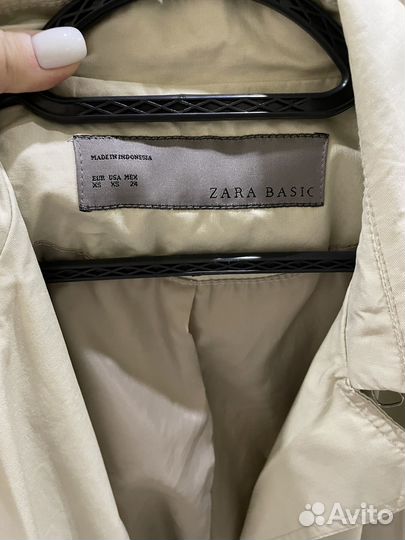 MADE IN INDONESIA
EUR USA MEX
XS XS 24
ZARA BASIC
Avito